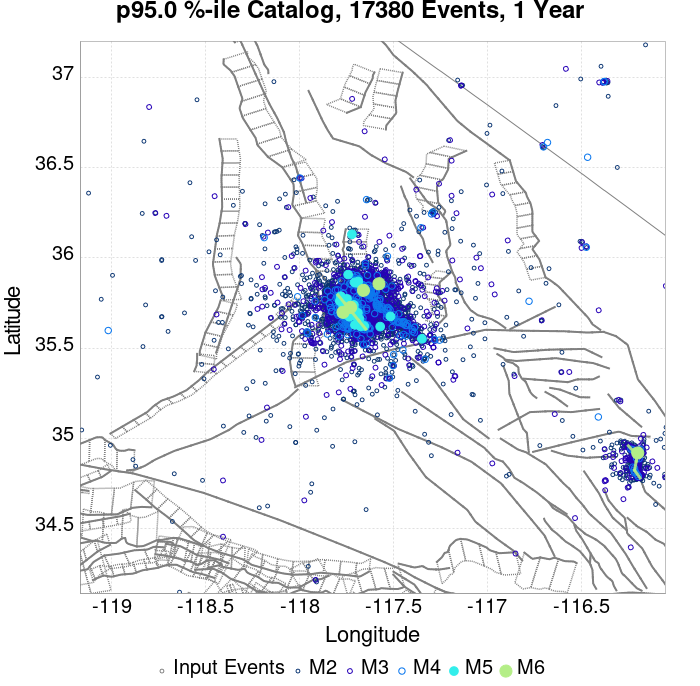 p95.0 %-ile Catalog, 17380 Events, 1 Year
37
36.5
36
35.5
35
34.5
Latitude
-119
-118.5
-118
-117.5
-117
-116.5
Longitude
Input Events
M2
M3
M4
M5
M6